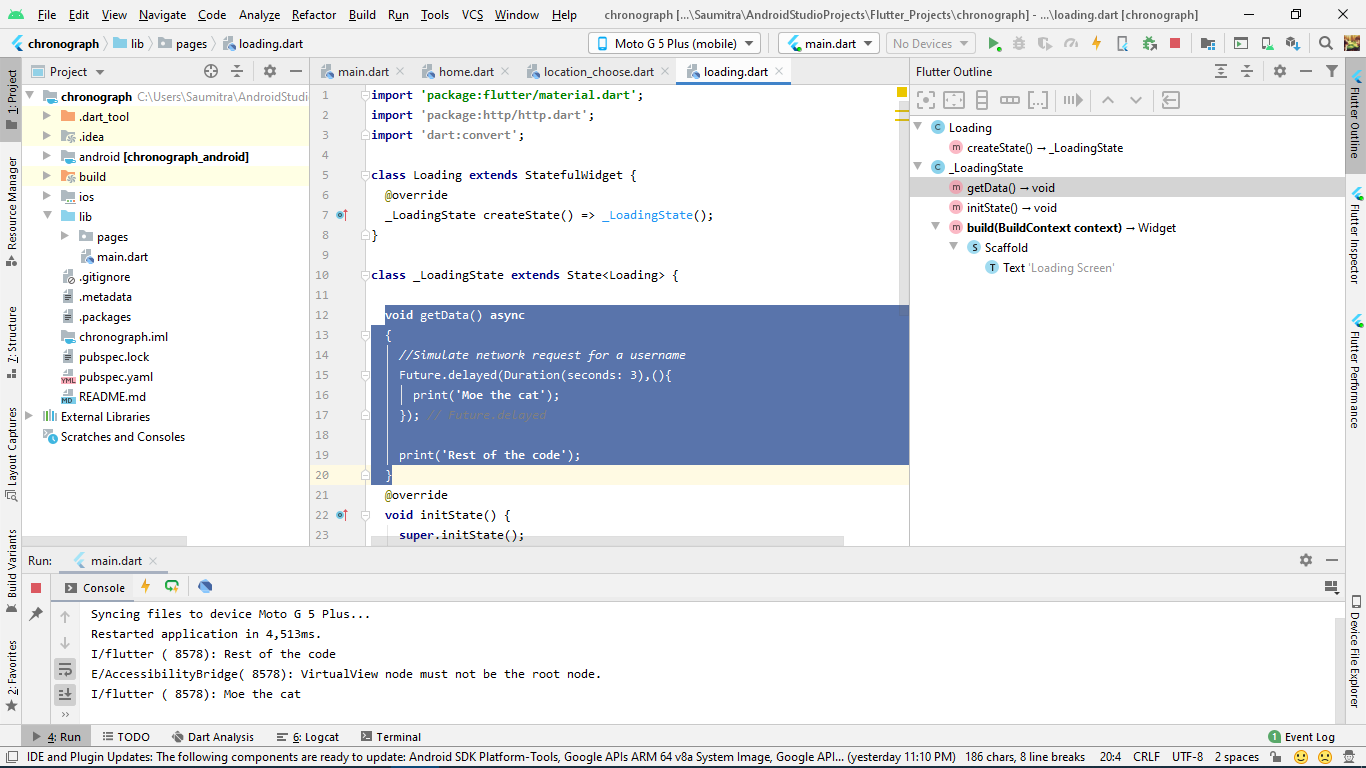 File Edit View Navigate Code Analyze Refactor Build Run Tools VCS Window Help chronograph [...\Saumitra\AndroidStudioProjects\Flutter_Projects\chronograph] - ...\loading.dart [chronograph]
chronograph lib pages loading.dart Moto G 5 Plus (mobile) main.dart No Devices
Project main.dart home.dart location_choose.dart loading.dart Flutter Outline
1: Project
Resource Manager
7: Structure
Layout Captures
Build Variants
2: Favorites
chronograph C:\Users\Saumitra\AndroidStudi
.dart_tool
.idea
android [chronograph_android]
build
ios
lib
pages
main.dart
.gitignore
.metadata
.packages
chronograph.iml
pubspec.lock
pubspec.yaml
README.md
External Libraries
Scratches and Consoles
1 import 'package:flutter/material.dart';
2 import 'package:http/http.dart';
3 import 'dart:convert';
4
5 class Loading extends StatefulWidget {
6 @override
7 _LoadingState createState() => _LoadingState();
8 }
9
10 class _LoadingState extends State<Loading> {
11
12 void getData() async
13 {
14 //Simulate network request for a username
15 Future.delayed(Duration(seconds: 3),(){
16 print('Moe the cat');
17 }); // Future.delayed
18
19 print('Rest of the code');
20 }
21 @override
22 void initState() {
23 super.initState();
Loading
createState() → _LoadingState
_LoadingState
getData() → void
initState() → void
build(BuildContext context) → Widget
Scaffold
Text 'Loading Screen'
Flutter Outline
Flutter Inspector
Flutter Performance
Device File Explorer
Run: main.dart
Console
Syncing files to device Moto G 5 Plus...
Restarted application in 4,513ms.
I/flutter ( 8578): Rest of the code
E/AccessibilityBridge( 8578): VirtualView node must not be the root node.
I/flutter ( 8578): Moe the cat
4: Run TODO Dart Analysis 6: Logcat Terminal 1 Event Log
IDE and Plugin Updates: The following components are ready to update: Android SDK Platform-Tools, Google APIs ARM 64 v8a System Image, Google API... (yesterday 11:10 PM) 186 chars, 8 line breaks 20:4 CRLF UTF-8 2 spaces